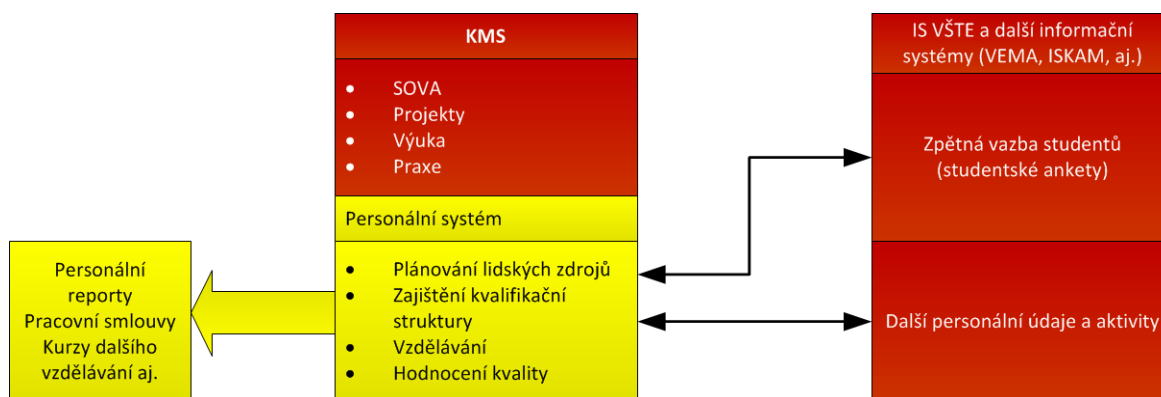 KMS
SOVA
Projekty
Výuka
Praxe
Personální systém
Plánování lidských zdrojů
Zajištění kvalifikační
struktury
Vzdělávání
Hodnocení kvality
Personální
reporty
Pracovní smlouvy
Kurzy dalšího
vzdělávání aj.
IS VŠTE a další informační
systémy (VEMA, ISKAM, aj.)
Zpětná vazba studentů
(studentské ankety)
Další personální údaje a aktivity